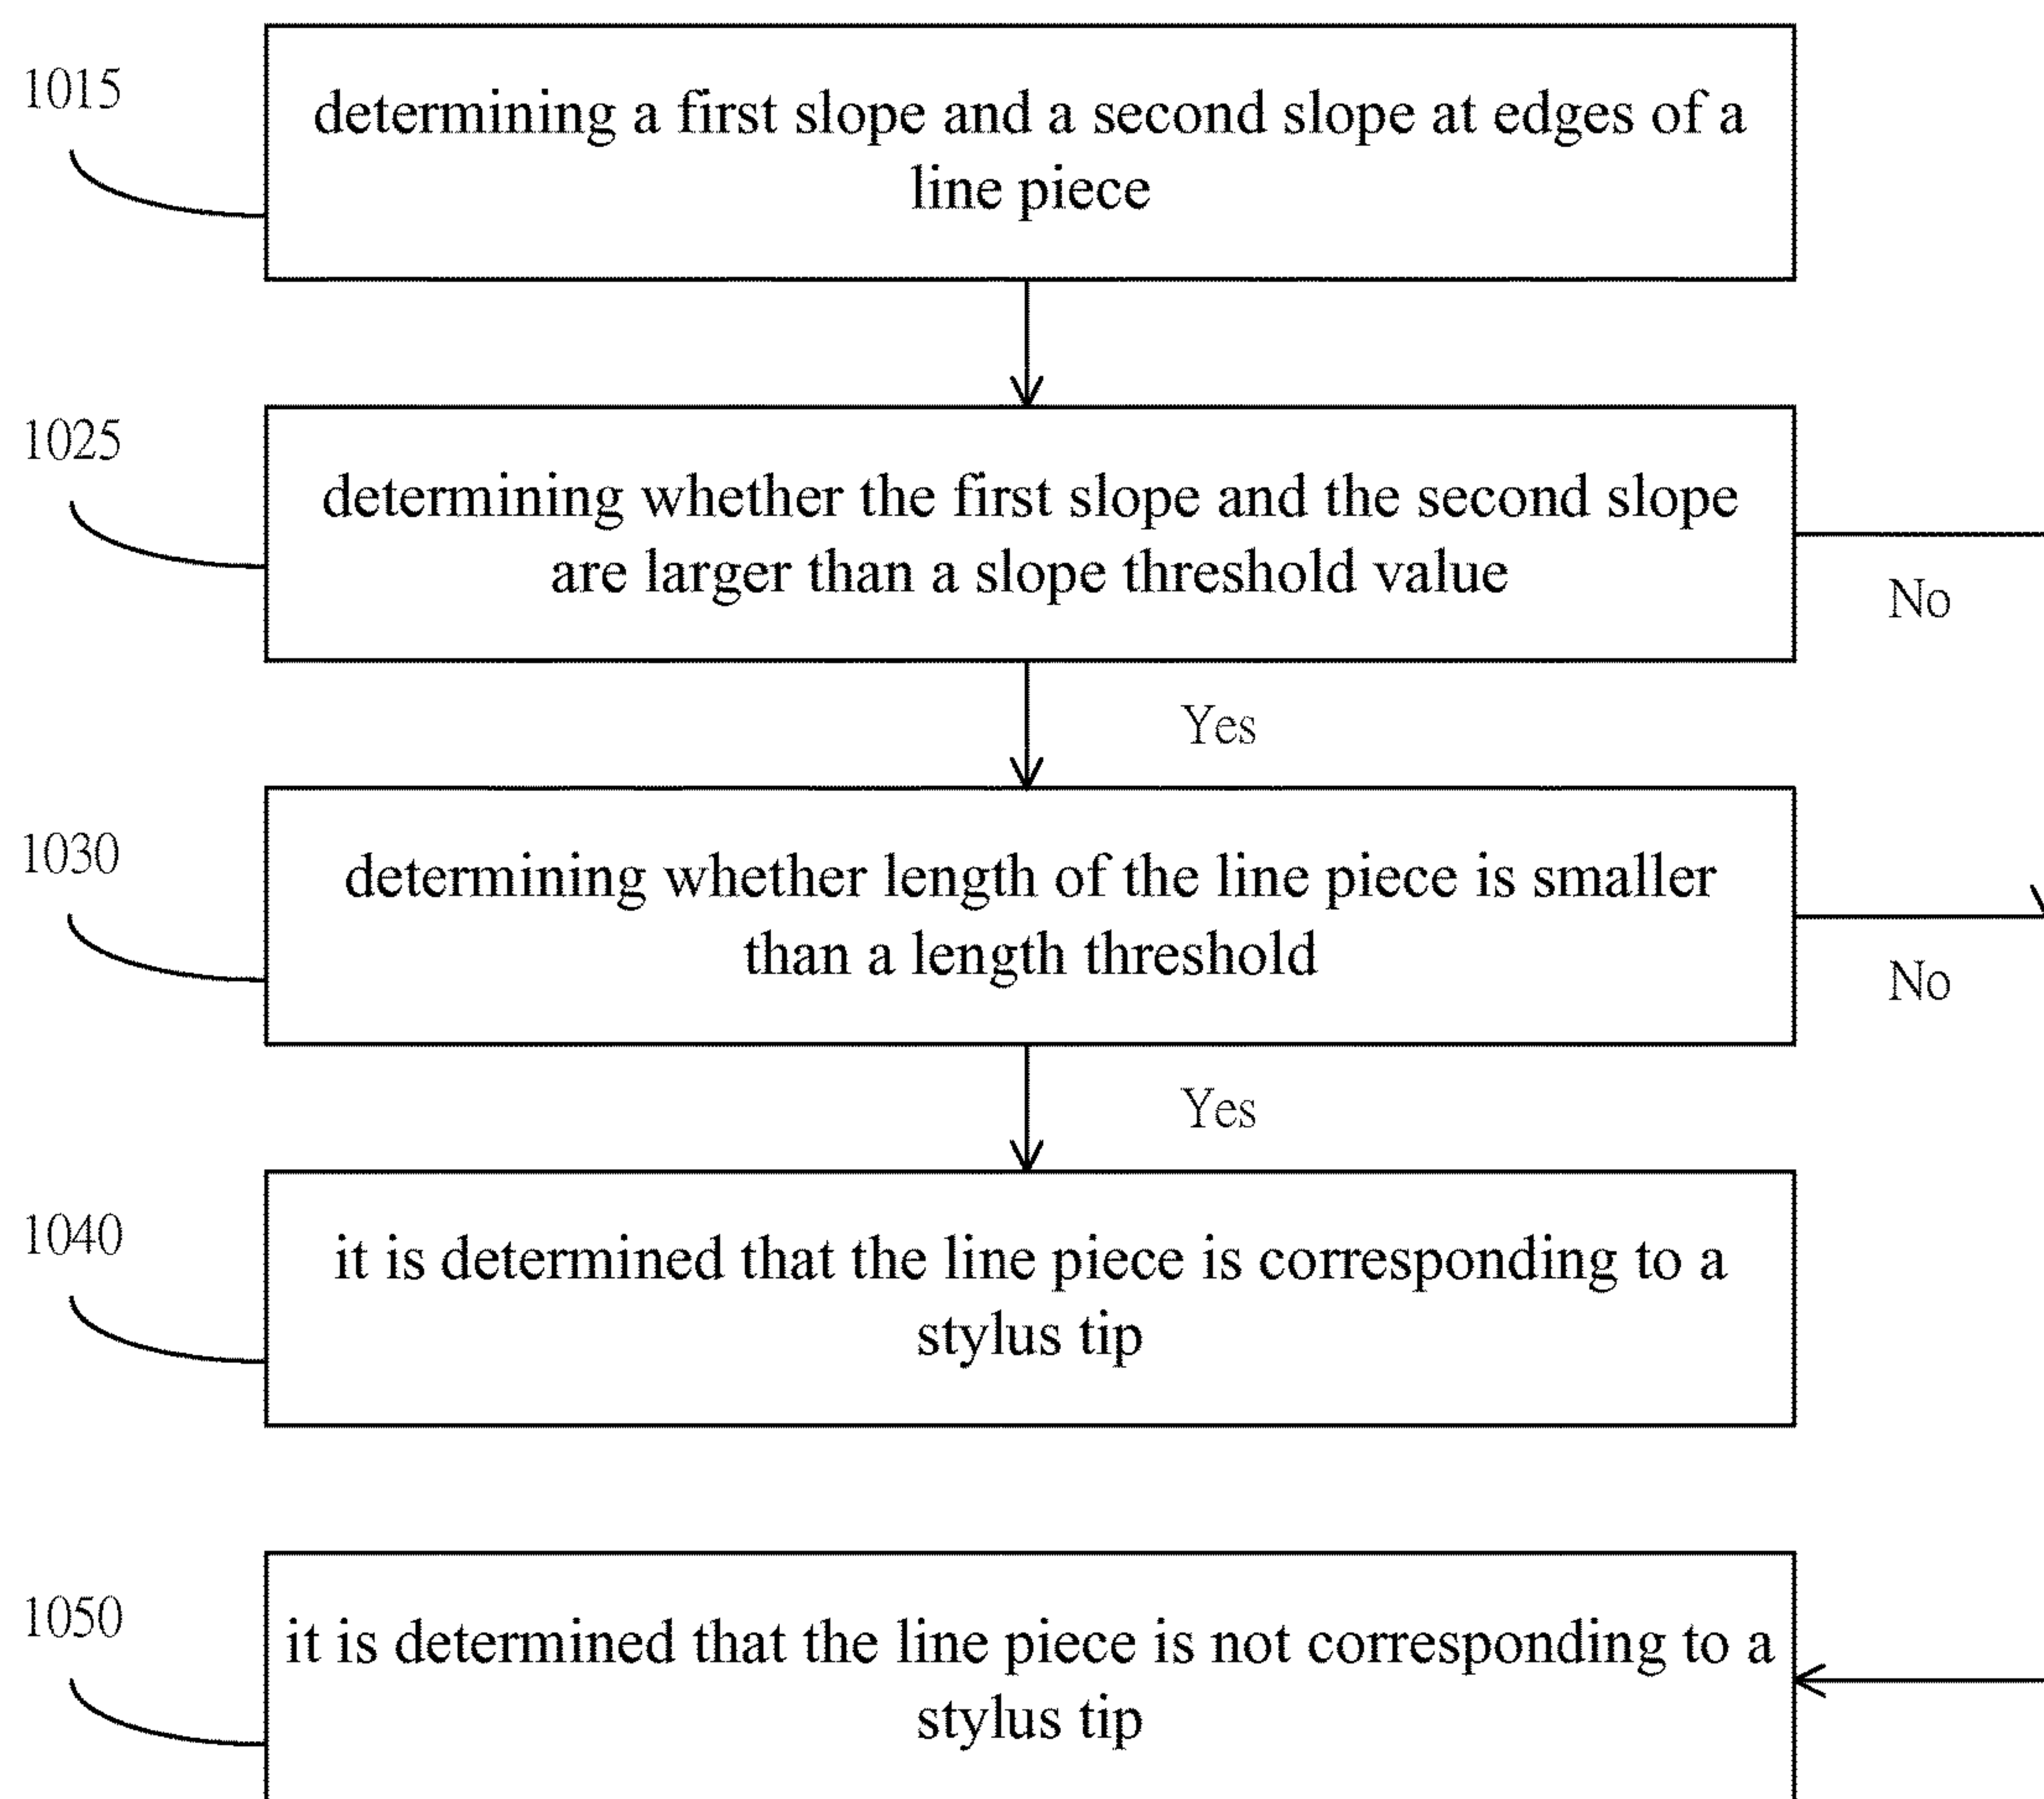 1015
determining a first slope and a second slope at edges of a
line piece
1025
determining whether the first slope and the second slope
are larger than a slope threshold value
No
Yes
1030
determining whether length of the line piece is smaller
than a length threshold
No
Yes
1040
it is determined that the line piece is corresponding to a
stylus tip
1050
it is determined that the line piece is not corresponding to a
stylus tip